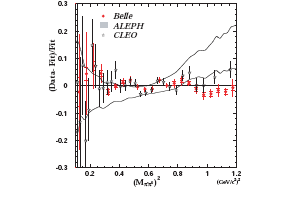 0.3
0.2
0.1
0
-0.1
-0.2
-0.3
(Data- Fit)/Fit
Belle
ALEPH
CLEO
0.2 0.4 0.6 0.8 1 1.2
(Mππ⁰)² (GeV/c²)²